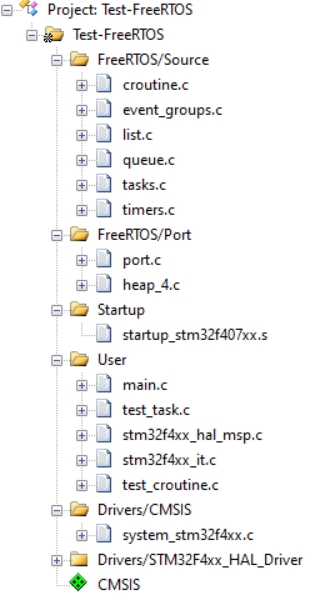 Project: Test-FreeRTOS
Test-FreeRTOS
FreeRTOS/Source
croutine.c
event_groups.c
list.c
queue.c
tasks.c
timers.c
FreeRTOS/Port
port.c
heap_4.c
Startup
startup_stm32f407xx.s
User
main.c
test_task.c
stm32f4xx_hal_msp.c
stm32f4xx_it.c
test_croutine.c
Drivers/CMSIS
system_stm32f4xx.c
Drivers/STM32F4xx_HAL_Driver
CMSIS